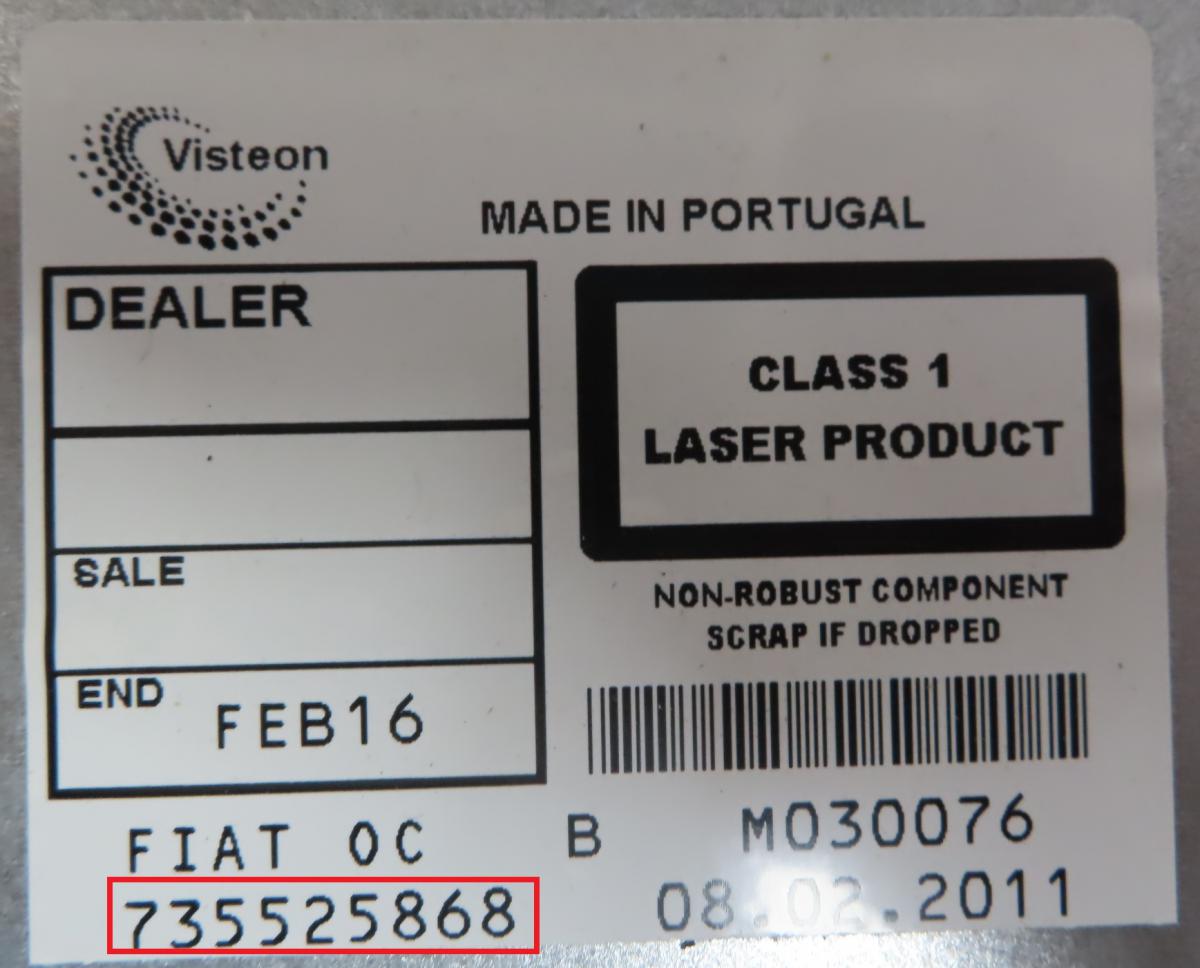 Visteon
MADE IN PORTUGAL
DEALER
CLASS 1
LASER PRODUCT
SALE
NON-ROBUST COMPONENT
SCRAP IF DROPPED
END FEB16
FIAT OC B M030076
735525868 08.02.2011